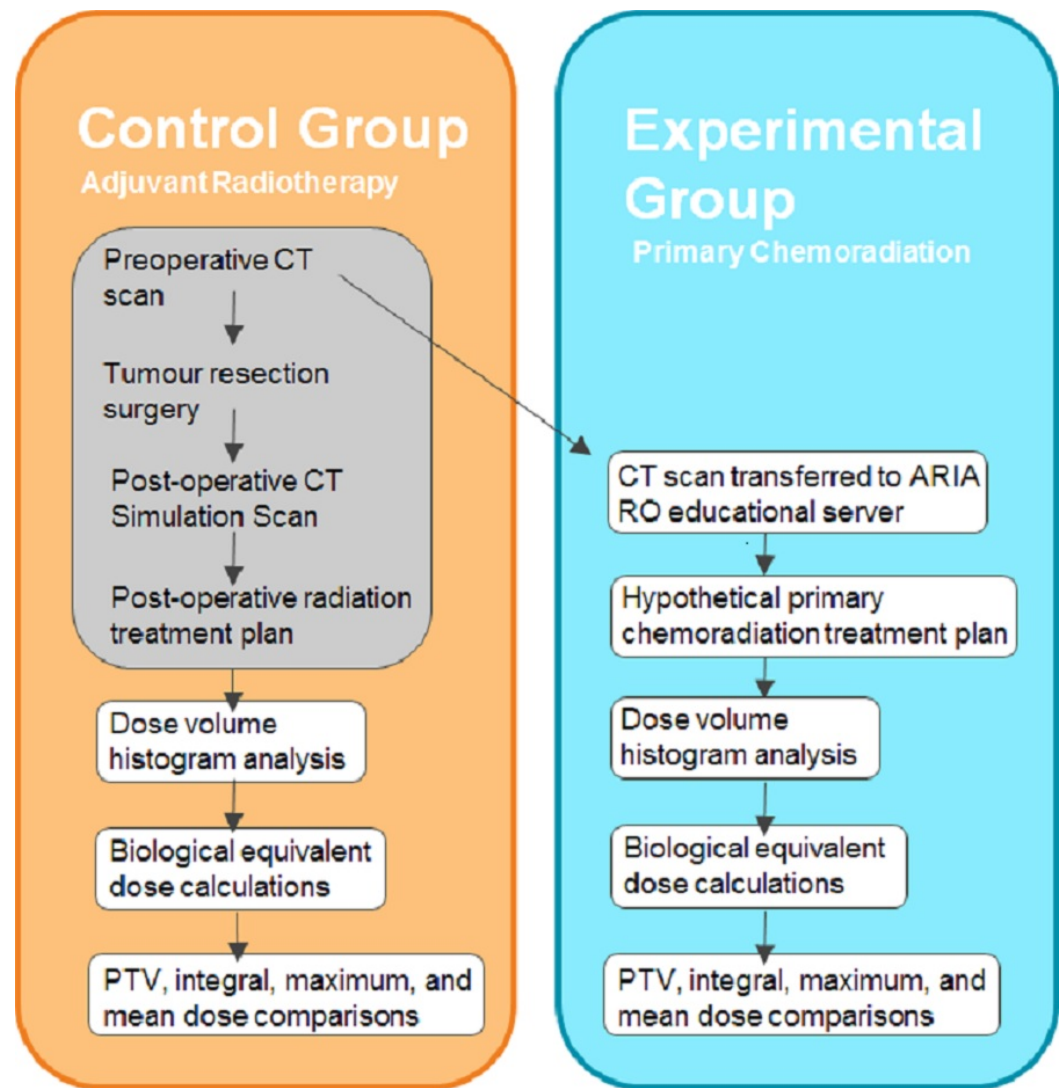 Control Group
Adjuvant Radiotherapy
Preoperative CT
scan
Tumour resection
surgery
Post-operative CT
Simulation Scan
Post-operative radiation
treatment plan
Dose volume
histogram analysis
Biological equivalent
dose calculations
PTV, integral, maximum, and
mean dose comparisons
Experimental
Group
Primary Chemoradiation
CT scan transferred to ARIA
RO educational server
Hypothetical primary
chemoradiation treatment plan
Dose volume
histogram analysis
Biological equivalent
dose calculations
PTV, integral, maximum, and
mean dose comparisons